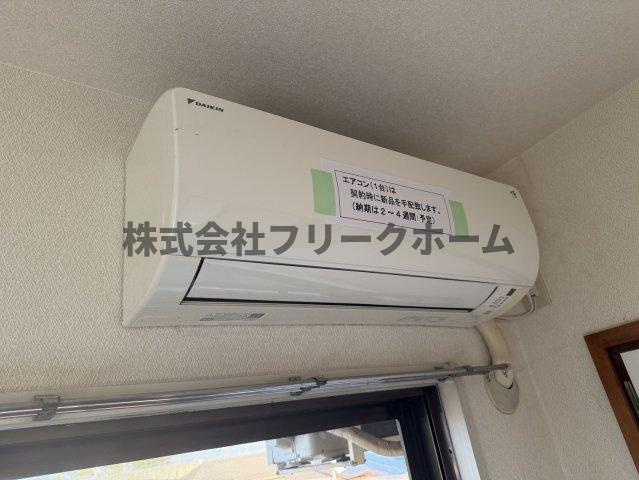 DAIKIN
エアコン(1台)は
契約時に新品を手配致します。
(納期は2～4週間:予定)
株式会社フリークホーム